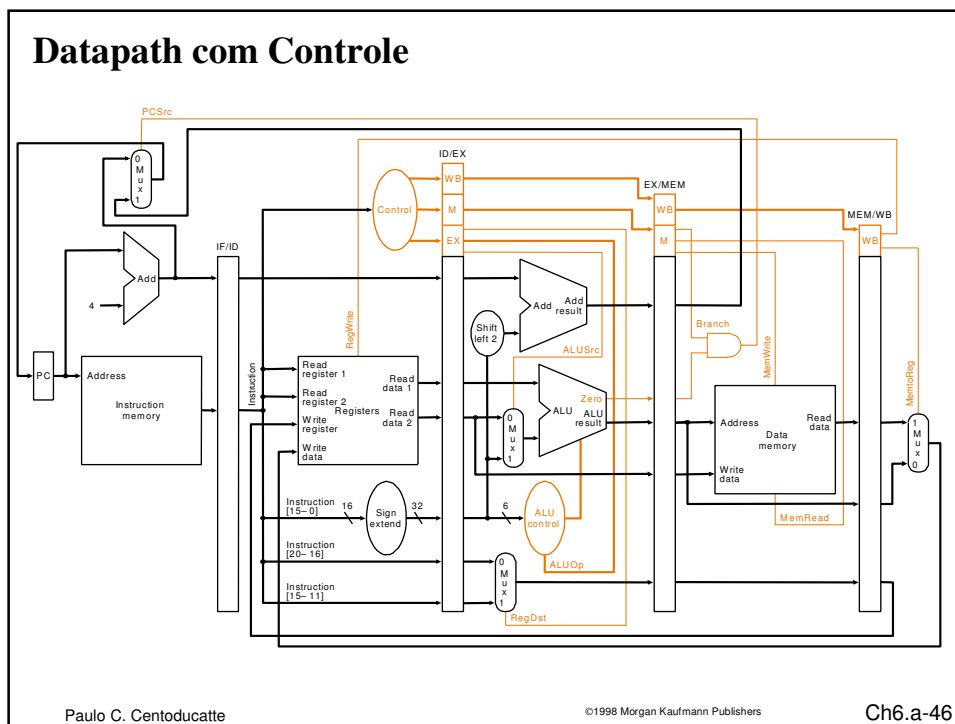 Datapath com Controle
PCSrc
ID/EX
0
M
u
x
1
WB
EX/MEM
Control
M
WB
MEM/WB
EX
M
WB
IF/ID
Add
4
Add
Add
result
RegWrite
Shift
left 2
Branch
ALUSrc
MemWrite
MemtoReg
PC
Address
Instruction
memory
Instruction
Read
register 1
Read
register 2
Write
register
Write
data
Registers
Read
data 1
Read
data 2
0
M
u
x
1
ALU
Zero
ALU
result
Address
Write
data
Data
memory
Read
data
1
M
u
x
0
Instruction
[15–0]
16
Sign
extend
32
6
ALU
control
MemRead
Instruction
[20–16]
ALUOp
0
M
u
x
1
Instruction
[15–11]
RegDst
Paulo C. Centoducatte
©1998 Morgan Kaufmann Publishers
Ch6.a-46